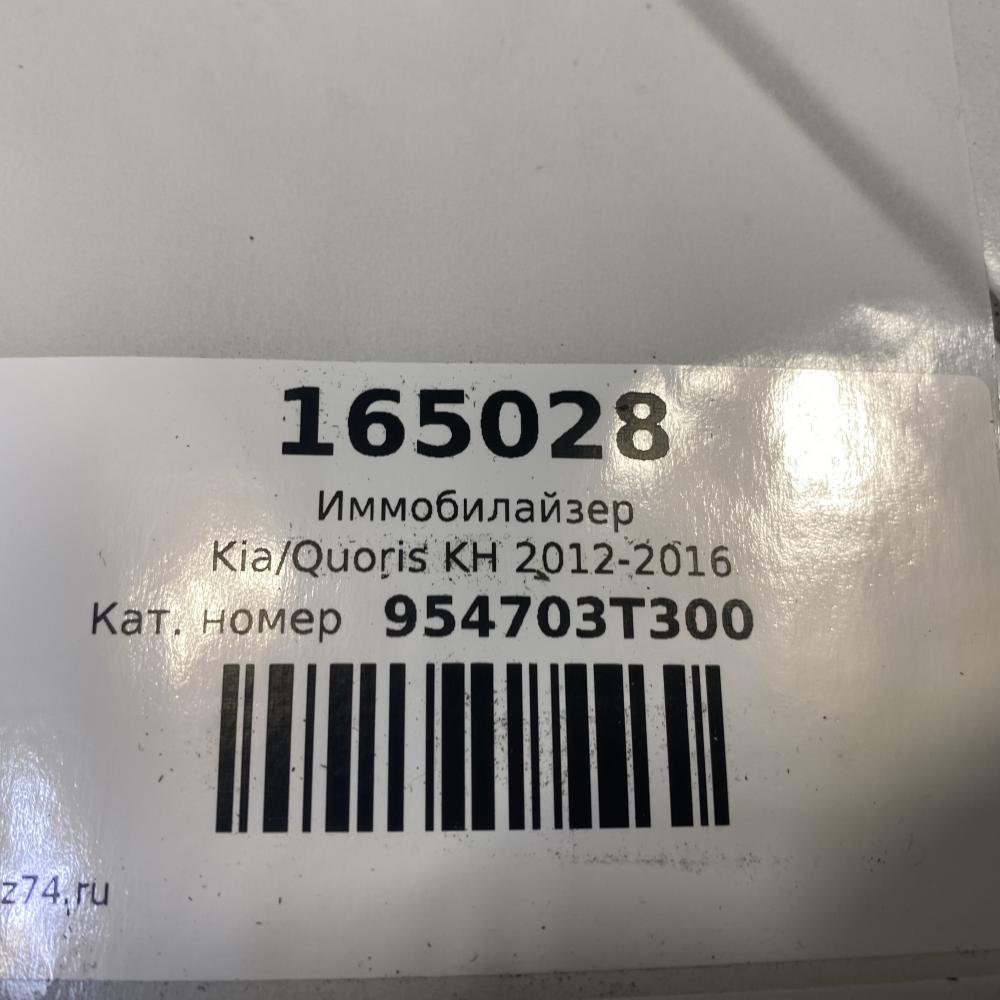 165028
Иммобилайзер
Kia/Quoris KH 2012-2016
Кат. номер 954703T300
z74.ru